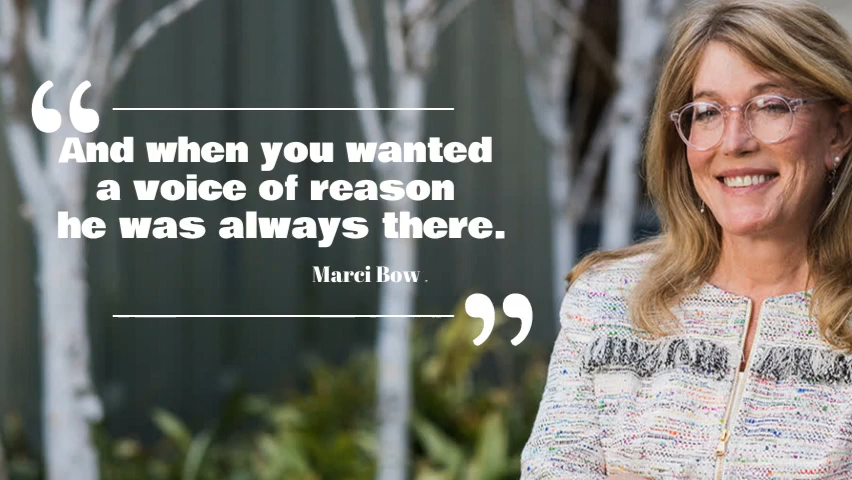 “
And when you wanted
a voice of reason
he was always there.
Marci Bow .
”